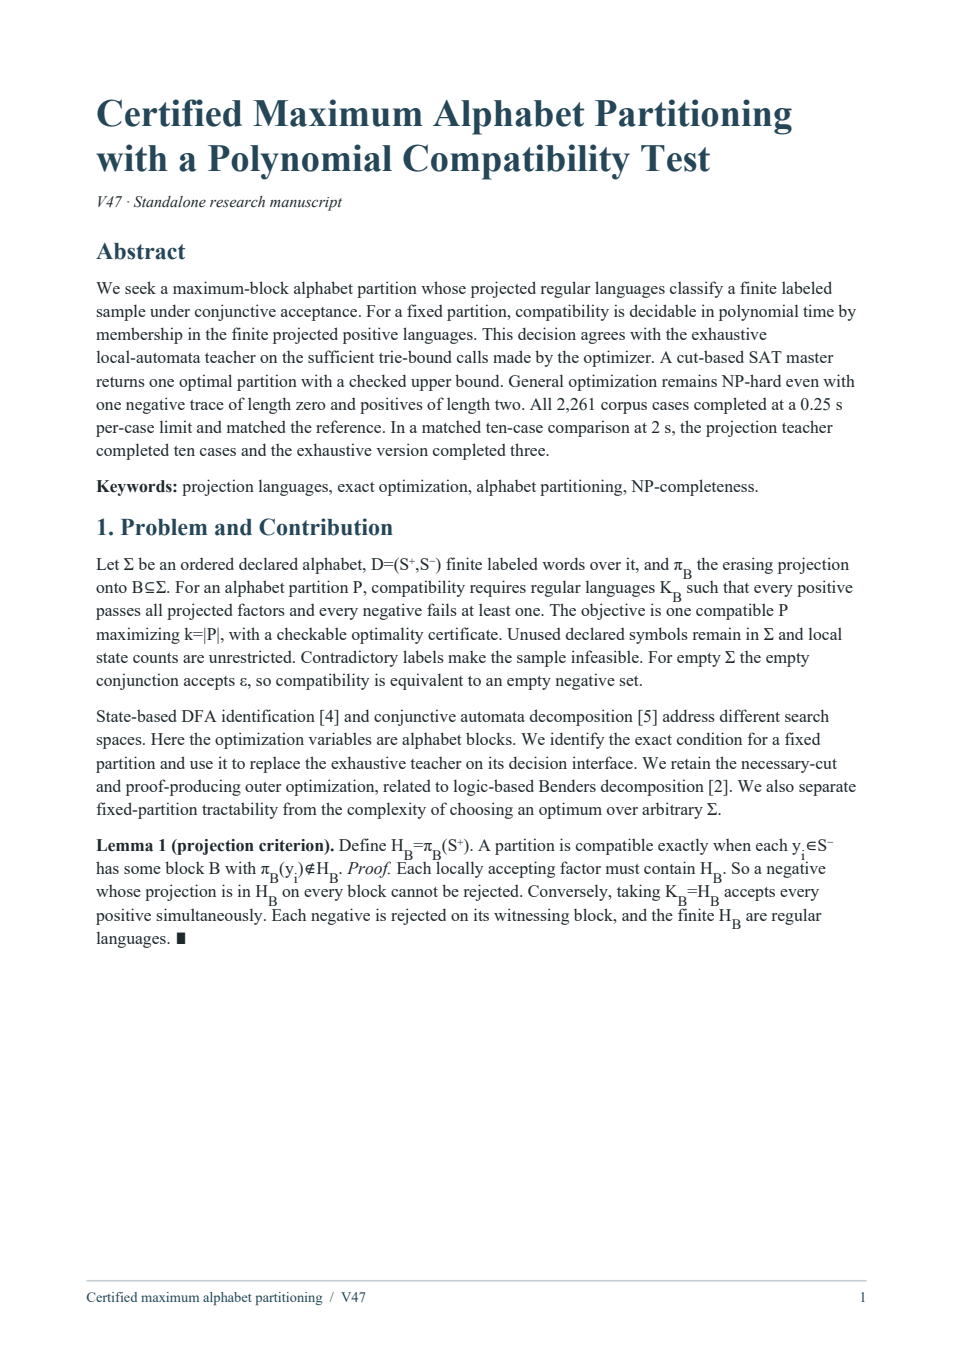 Certified Maximum Alphabet Partitioning
with a Polynomial Compatibility Test
V47 · Standalone research manuscript
Abstract
We seek a maximum-block alphabet partition whose projected regular languages classify a finite labeled
sample under conjunctive acceptance. For a fixed partition, compatibility is decidable in polynomial time by
membership in the finite projected positive languages. This decision agrees with the exhaustive
local-automata teacher on the sufficient trie-bound calls made by the optimizer. A cut-based SAT master
returns one optimal partition with a checked upper bound. General optimization remains NP-hard even with
one negative trace of length zero and positives of length two. All 2,261 corpus cases completed at a 0.25 s
per-case limit and matched the reference. In a matched ten-case comparison at 2 s, the projection teacher
completed ten cases and the exhaustive version completed three.
Keywords: projection languages, exact optimization, alphabet partitioning, NP-completeness.
1. Problem and Contribution
Let Σ be an ordered declared alphabet, D=(S⁺,S⁻) finite labeled words over it, and π_B the erasing projection
onto B⊆Σ. For an alphabet partition P, compatibility requires regular languages K_B such that every positive
passes all projected factors and every negative fails at least one. The objective is one compatible P
maximizing k=|P|, with a checkable optimality certificate. Unused declared symbols remain in Σ and local
state counts are unrestricted. Contradictory labels make the sample infeasible. For empty Σ the empty
conjunction accepts ε, so compatibility is equivalent to an empty negative set.
State-based DFA identification [4] and conjunctive automata decomposition [5] address different search
spaces. Here the optimization variables are alphabet blocks. We identify the exact condition for a fixed
partition and use it to replace the exhaustive teacher on its decision interface. We retain the necessary-cut
and proof-producing outer optimization, related to logic-based Benders decomposition [2]. We also separate
fixed-partition tractability from the complexity of choosing an optimum over arbitrary Σ.
Lemma 1 (projection criterion). Define H_B=π_B(S⁺). A partition is compatible exactly when each y_i∈S⁻
has some block B with π_B(y_i)∉H_B. Proof. Each locally accepting factor must contain H_B. So a negative
whose projection is in H_B on every block cannot be rejected. Conversely, taking K_B=H_B accepts every
positive simultaneously. Each negative is rejected on its witnessing block, and the finite H_B are regular
languages. ∎
Certified maximum alphabet partitioning / V47
1